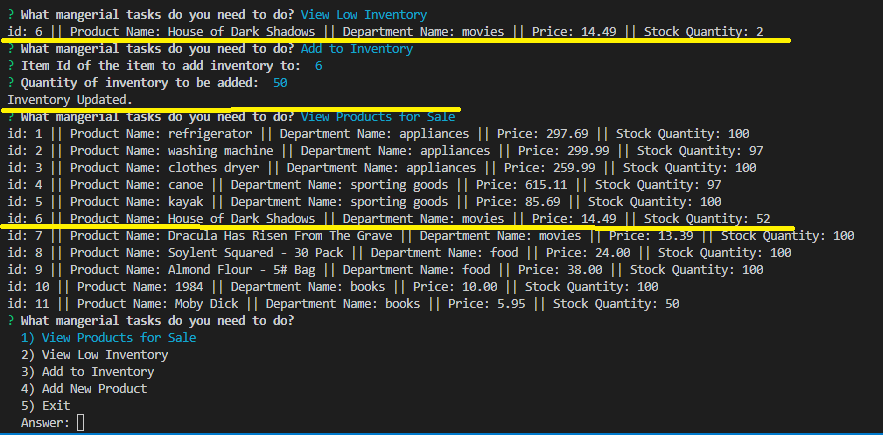 ? What mangerial tasks do you need to do? View Low Inventory
id: 6 || Product Name: House of Dark Shadows || Department Name: movies || Price: 14.49 || Stock Quantity: 2
? What mangerial tasks do you need to do? Add to Inventory
? Item Id of the item to add inventory to:  6
? Quantity of inventory to be added:  50
Inventory Updated.
? What mangerial tasks do you need to do? View Products for Sale
id: 1 || Product Name: refrigerator || Department Name: appliances || Price: 297.69 || Stock Quantity: 100
id: 2 || Product Name: washing machine || Department Name: appliances || Price: 299.99 || Stock Quantity: 97
id: 3 || Product Name: clothes dryer || Department Name: appliances || Price: 259.99 || Stock Quantity: 100
id: 4 || Product Name: canoe || Department Name: sporting goods || Price: 615.11 || Stock Quantity: 97
id: 5 || Product Name: kayak || Department Name: sporting goods || Price: 85.69 || Stock Quantity: 100
id: 6 || Product Name: House of Dark Shadows || Department Name: movies || Price: 14.49 || Stock Quantity: 52
id: 7 || Product Name: Dracula Has Risen From The Grave || Department Name: movies || Price: 13.39 || Stock Quantity: 100
id: 8 || Product Name: Soylent Squared - 30 Pack || Department Name: food || Price: 24.00 || Stock Quantity: 100
id: 9 || Product Name: Almond Flour - 5# Bag || Department Name: food || Price: 38.00 || Stock Quantity: 100
id: 10 || Product Name: 1984 || Department Name: books || Price: 10.00 || Stock Quantity: 100
id: 11 || Product Name: Moby Dick || Department Name: books || Price: 5.95 || Stock Quantity: 50
? What mangerial tasks do you need to do?
1) View Products for Sale
2) View Low Inventory
3) Add to Inventory
4) Add New Product
5) Exit
Answer: